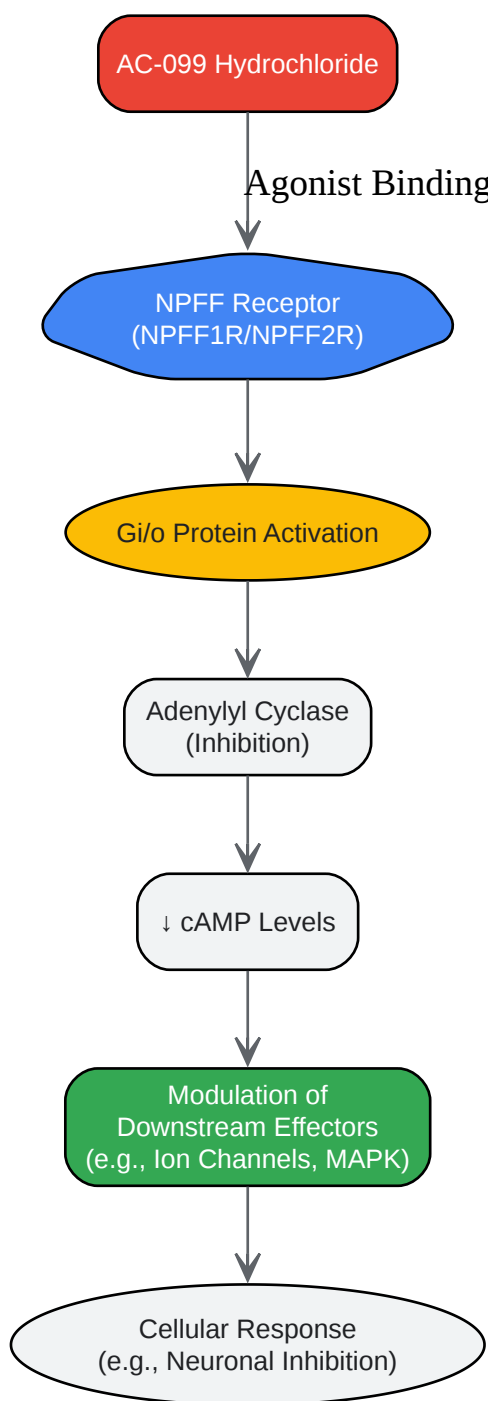 AC-099 Hydrochloride
Agonist Binding
NPFF Receptor
(NPFF1R/NPFF2R)
Gi/o Protein Activation
Adenylyl Cyclase
(Inhibition)
↓ cAMP Levels
Modulation of
Downstream Effectors
(e.g., Ion Channels, MAPK)
Cellular Response
(e.g., Neuronal Inhibition)